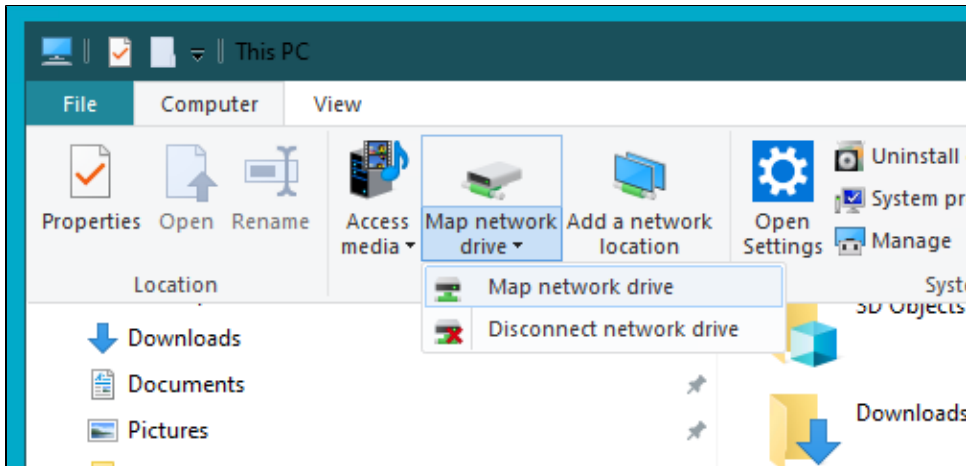 This PC
File Computer View
Properties Open Rename
Access media
Map network drive
Add a network location
Open Settings
Uninstall
System pr
Manage
Location
Syst
Map network drive
Disconnect network drive
3D Objects
Downloads
Documents
Pictures
Downloads